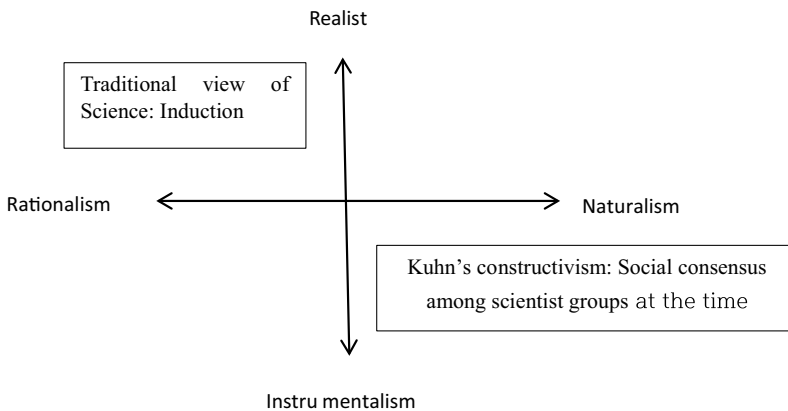 Realist
Traditional view of
Science: Induction
Rationalism
Naturalism
Kuhn’s constructivism: Social consensus
among scientist groups at the time
Instru mentalism